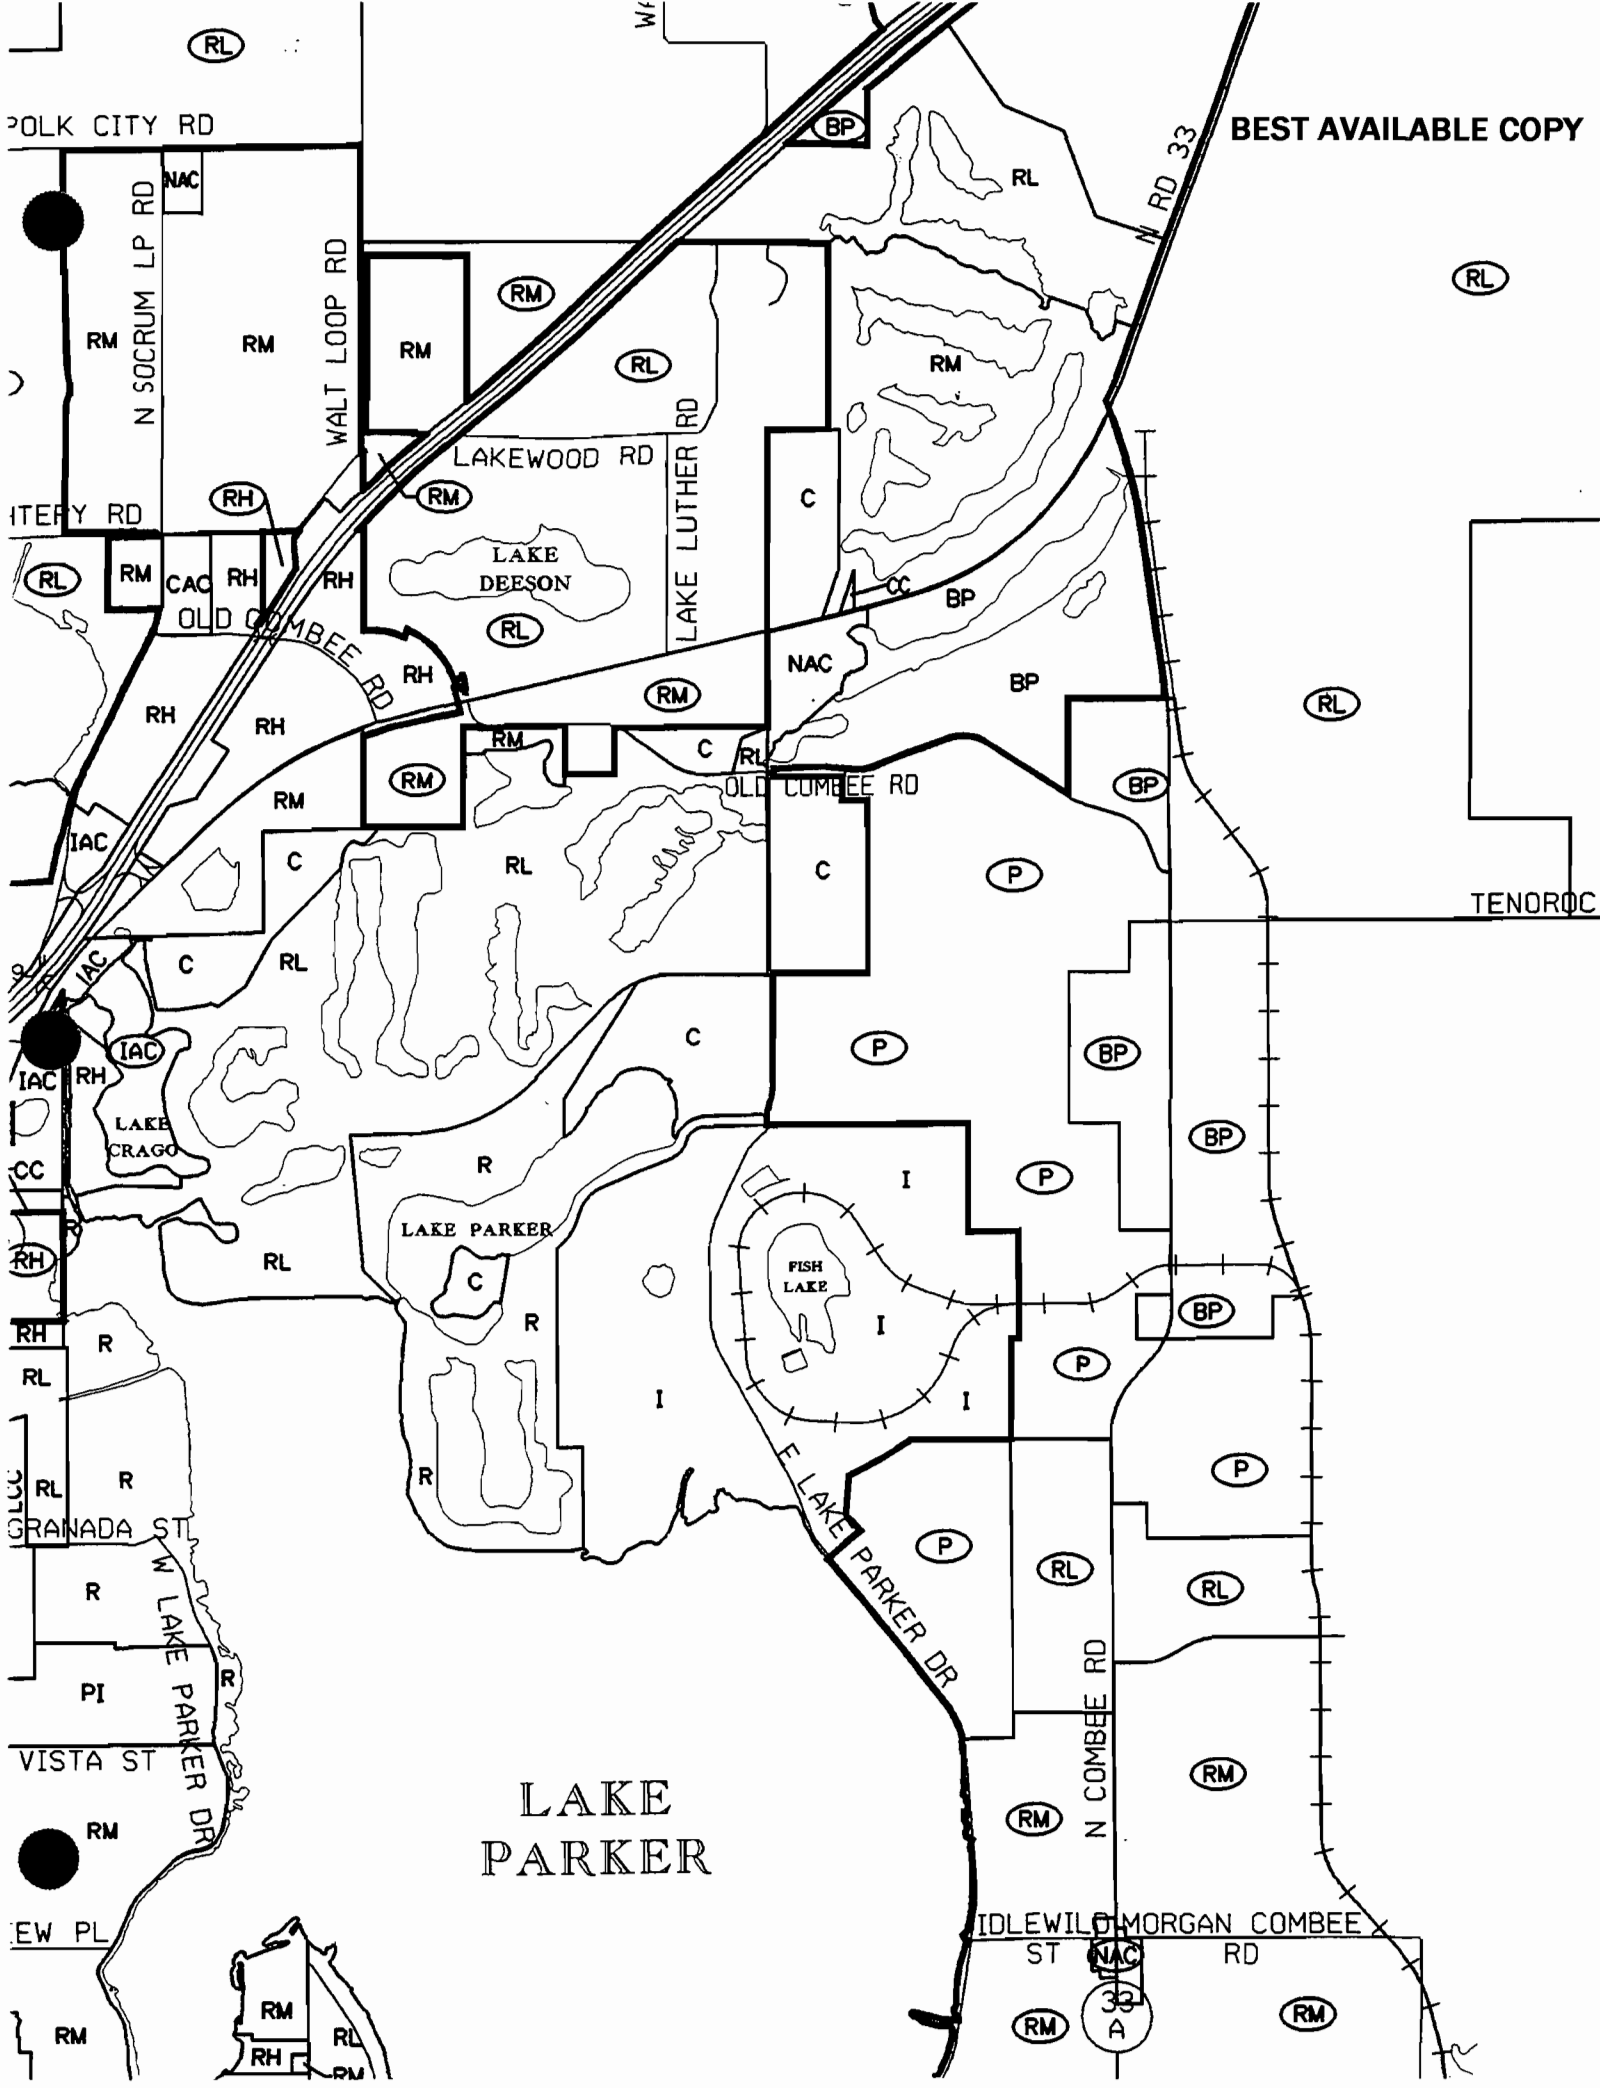 RL
POLK CITY RD
BP
N RD 33
BEST AVAILABLE COPY
NAC
RL
N SOCRUM LP RD
WALT LOOP RD
RM
RL
RM
RM
RM
RL
RM
LAKEWOOD RD
LAKE LUTHER RD
RH
RM
C
RD
LAKE
DEESON
RL
RM
CAC
RH
RH
CC
BP
OLD COMBEE RD
RL
RH
NAC
RM
BP
RL
RH
RH
RM
C
RL
RM
OLD COMBEE RD
BP
RM
IAC
C
RL
C
P
TENOROC
IAC
C
RL
IAC
C
P
BP
IAC
RH
LAKE
CRAGO
BP
CC
R
I
P
R
LAKE PARKER
RH
RL
C
FISH
LAKE
BP
RH
R
R
I
P
RL
I
I
R
R
P
RL
GLCC
GRANADA ST
E LAKE PARKER DR
P
RL
RL
R
W LAKE PARKER DR
R
PI
N COMBEE RD
VISTA ST
RM
LAKE
PARKER
RM
RM
EW PL
IDLEWILD MORGAN COMBEE
ST
NAC
RD
33
A
RM
RM
RM
RM
RL
RH
RM